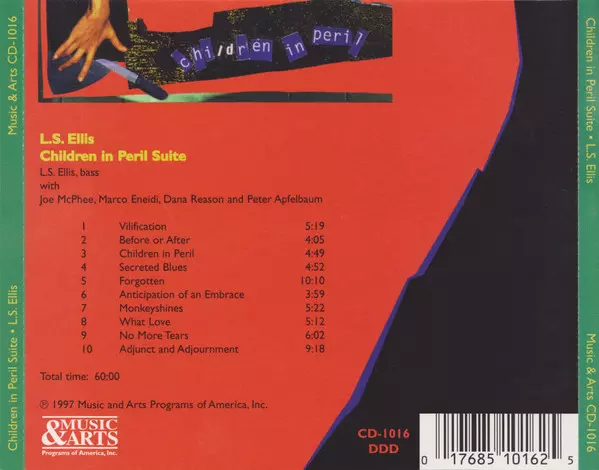 Music & Arts CD-1016
Children in Peril Suite • L.S. Ellis
children in peril
L.S. Ellis
Children in Peril Suite
L.S. Ellis, bass
with
Joe McPhee, Marco Eneidi, Dana Reason and Peter Apfelbaum
1 Vilification 5:19
2 Before or After 4:05
3 Children in Peril 4:49
4 Secreted Blues 4:52
5 Forgotten 10:10
6 Anticipation of an Embrace 3:59
7 Monkeyshines 5:22
8 What Love 5:12
9 No More Tears 6:02
10 Adjunct and Adjournment 9:18
Total time: 60:00
℗ 1997 Music and Arts Programs of America, Inc.
MUSIC
&ARTS
Programs of America, Inc.
CD-1016
DDD
0 17685 10162 5
Children in Peril Suite • L.S. Ellis
Music & Arts CD-1016